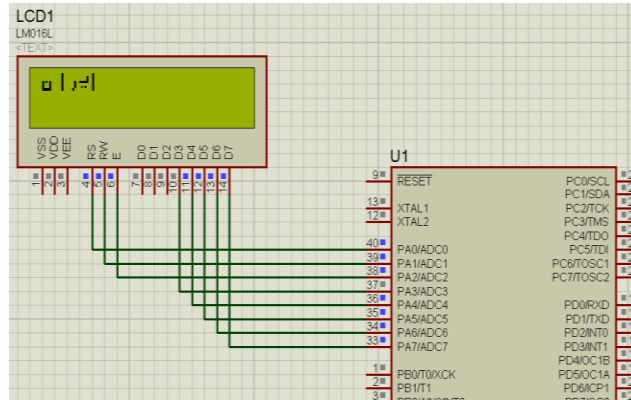 LCD1
LM016L
<TEXT>
ایران
VSS VDD VEE RS RW E D0 D1 D2 D3 D4 D5 D6 D7
1 2 3 4 5 6 7 8 9 10 11 12 13 14
U1
9 RESET PC0/SCL
PC1/SDA
13 XTAL1 PC2/TCK
12 XTAL2 PC3/TMS
PC4/TDO
40 PA0/ADC0 PC5/TDI
39 PA1/ADC1 PC6/TOSC1
38 PA2/ADC2 PC7/TOSC2
37 PA3/ADC3
36 PA4/ADC4 PD0/RXD
35 PA5/ADC5 PD1/TXD
34 PA6/ADC6 PD2/INT0
33 PA7/ADC7 PD3/INT1
PD4/OC1B
1 PB0/T0/XCK PD5/OC1A
2 PB1/T1 PD6/ICP1
3